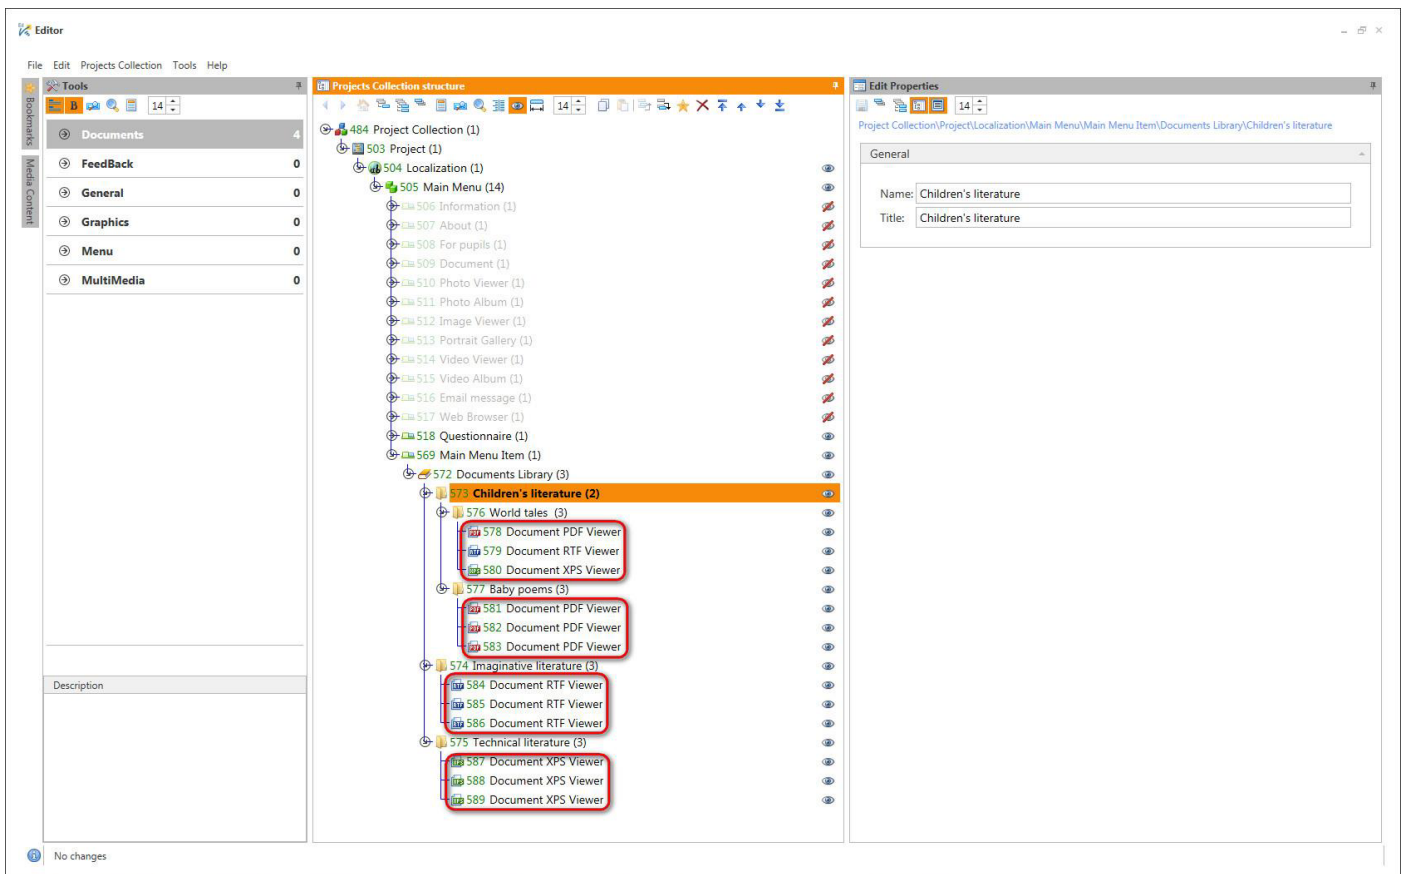 Editor
File Edit Projects Collection Tools Help
Bookmarks
Media Content
Tools
B 14
Documents 4
FeedBack 0
General 0
Graphics 0
Menu 0
MultiMedia 0
Description
Projects Collection structure
14
484 Project Collection (1)
503 Project (1)
504 Localization (1)
505 Main Menu (14)
506 Information (1)
507 About (1)
508 For pupils (1)
509 Document (1)
510 Photo Viewer (1)
511 Photo Album (1)
512 Image Viewer (1)
513 Portrait Gallery (1)
514 Video Viewer (1)
515 Video Album (1)
516 Email message (1)
517 Web Browser (1)
518 Questionnaire (1)
569 Main Menu Item (1)
572 Documents Library (3)
573 Children's literature (2)
576 World tales (3)
578 Document PDF Viewer
579 Document RTF Viewer
580 Document XPS Viewer
577 Baby poems (3)
581 Document PDF Viewer
582 Document PDF Viewer
583 Document PDF Viewer
574 Imaginative literature (3)
584 Document RTF Viewer
585 Document RTF Viewer
586 Document RTF Viewer
575 Technical literature (3)
587 Document XPS Viewer
588 Document XPS Viewer
589 Document XPS Viewer
Edit Properties
14
Project Collection\Project\Localization\Main Menu\Main Menu Item\Documents Library\Children's literature
General
Name: Children's literature
Title: Children's literature
No changes